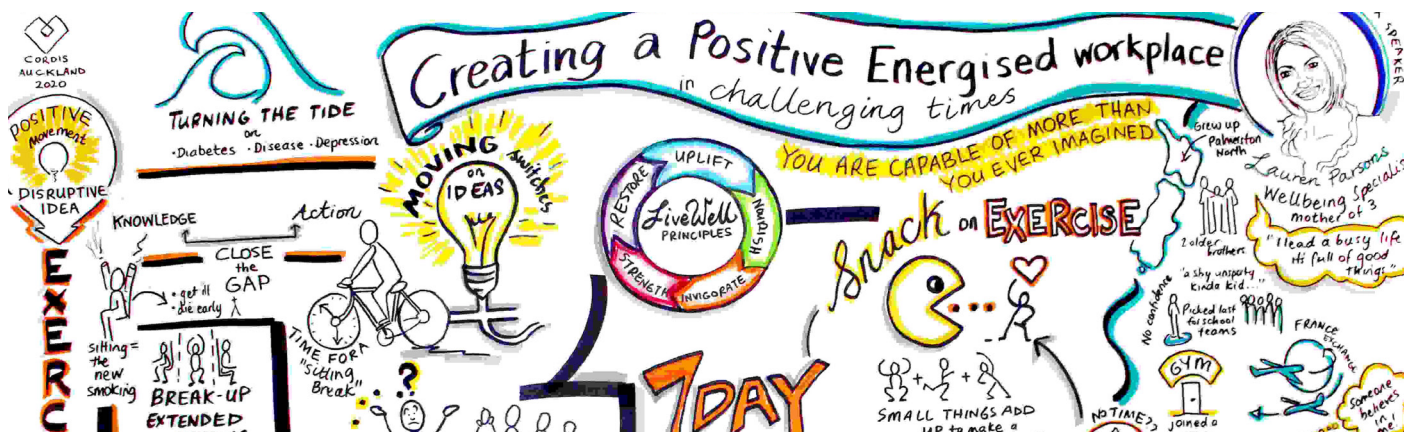 CORDIS
AUCKLAND
2020
POSITIVE
movement
DISRUPTIVE
IDEA
EXERC
TURNING THE TIDE
on
• Diabetes • Disease • Depression
KNOWLEDGE
Action
CLOSE
the
GAP
• get ill
die early
Sitting =
the
new
smoking
BREAK-UP
EXTENDED
TIME FOR A
"Sitting
Break"
Creating a Positive Energised workplace
in challenging times
MOVING
on
IDEAS
switches
?
UPLIFT
NOURISH
INVIGORATE
STRENGTH
RESTORE
LiveWell
PRINCIPLES
YOU ARE CAPABLE OF MORE THAN
YOU EVER IMAGINED
Snack on EXERCISE
7 DAY
SMALL THINGS ADD
UP to make a
SPEAKER
Lauren Parsons
Wellbeing Specialis
mother of 3
Grew up
Palmerston
North
2 older
brothers
"I lead a busy life
full of good
things"
"a shy unsporty
kinda kid..."
No confidence
Picked last
for school
teams
FRANCE
EXCHANGE
GYM
joined a
NO TIME??
Someone
believes
in
me!